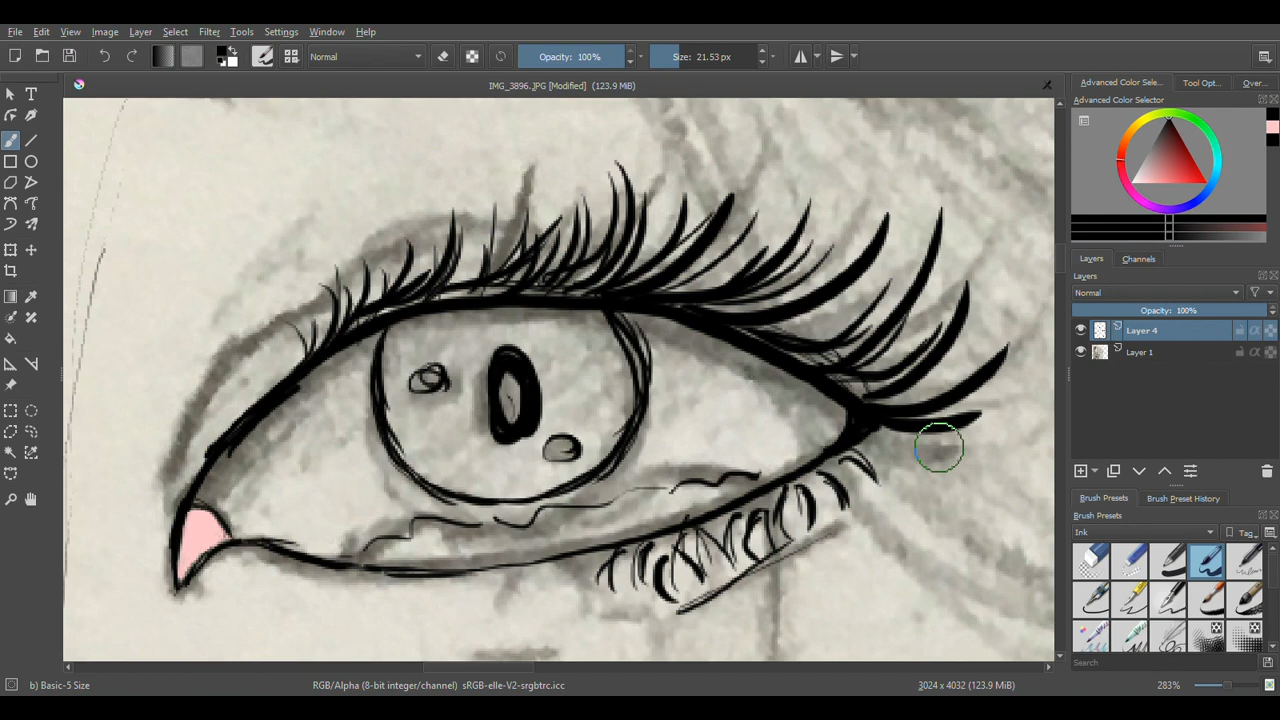 File Edit View Image Layer Select Filter Tools Settings Window Help
Normal Opacity: 100% Size: 21.53 px
IMG_3896.JPG [Modified] (123.9 MiB)
Advanced Color Sele... Tool Opt... Over...
Advanced Color Selector
Layers Channels
Layers
Normal
Opacity: 100%
Layer 4
Layer 1
Brush Presets Brush Preset History
Brush Presets
Ink Tag
Search
b) Basic-5 Size RGB/Alpha (8-bit integer/channel) sRGB-elle-V2-srgbtrc.icc 3024 x 4032 (123.9 MiB) 283%